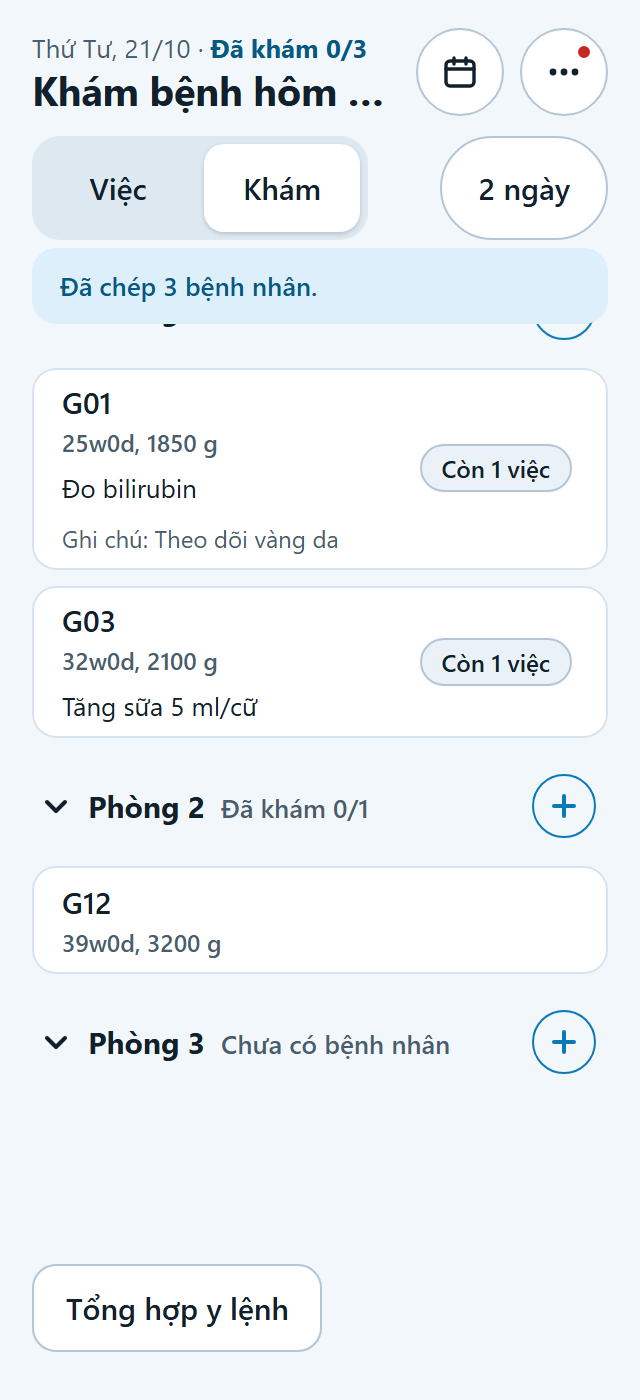 Thứ Tư, 21/10 · Đã khám 0/3
Khám bệnh hôm ...
Việc
Khám
2 ngày
Đã chép 3 bệnh nhân.
G01
25w0d, 1850 g
Đo bilirubin
Ghi chú: Theo dõi vàng da
Còn 1 việc
G03
32w0d, 2100 g
Tăng sữa 5 ml/cữ
Còn 1 việc
Phòng 2 Đã khám 0/1
G12
39w0d, 3200 g
Phòng 3 Chưa có bệnh nhân
Tổng hợp y lệnh